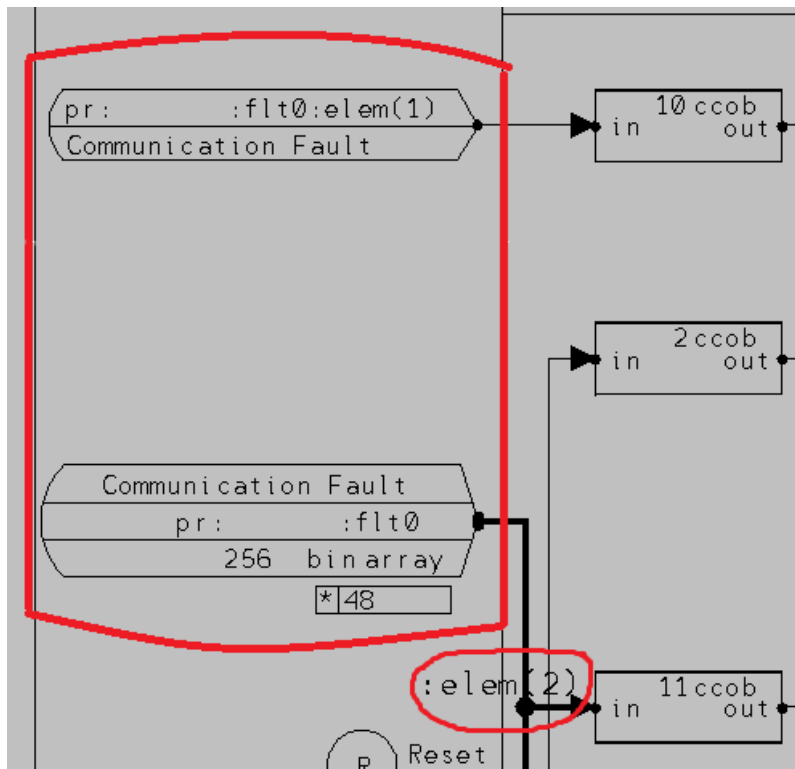 pr: :flt0:elem(1)
Communication Fault
10 ccob
in out
2 ccob
in out
Communication Fault
pr: :flt0
256 binarray
* 48
:elem(2)
11 ccob
in out
R Reset